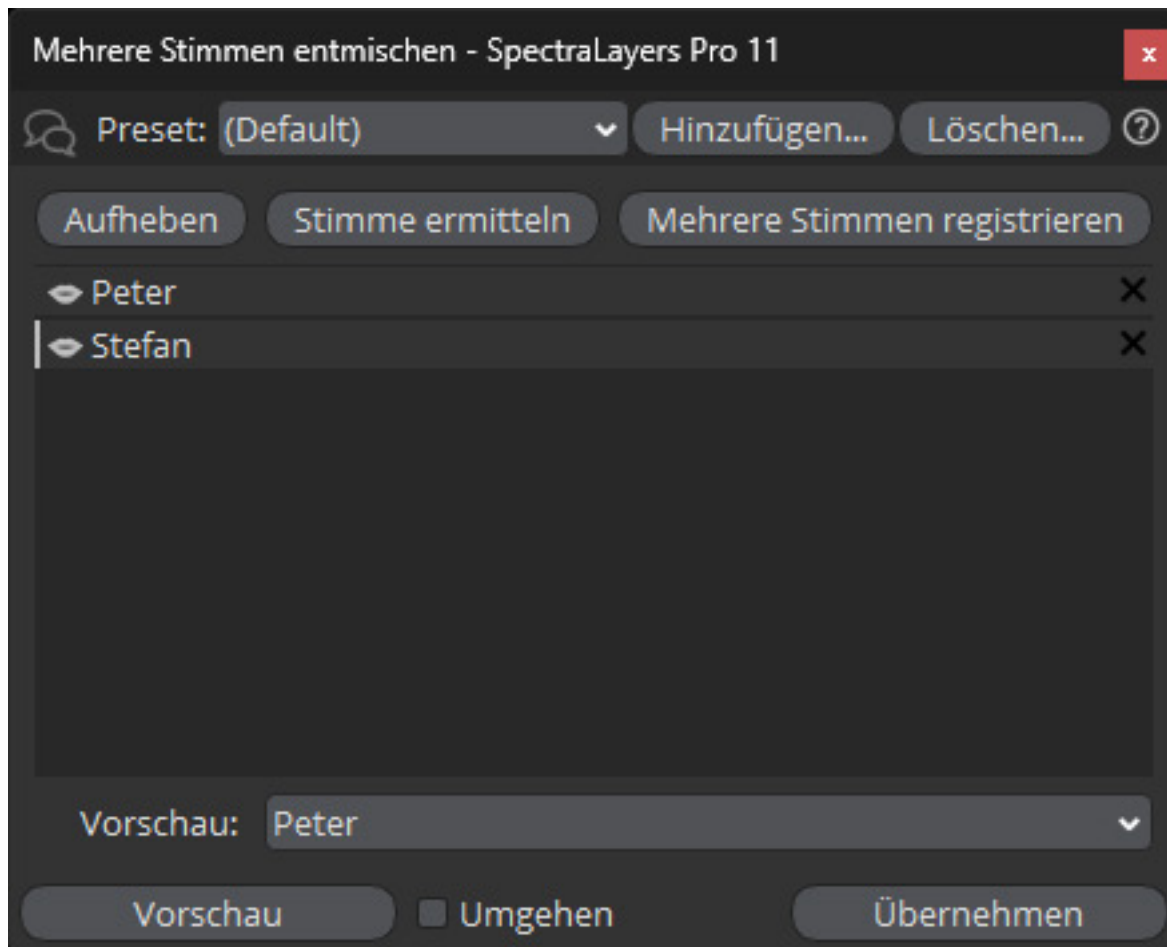 Mehrere Stimmen entmischen - SpectraLayers Pro 11 x
Preset: (Default) Hinzufügen... Löschen... ?
Aufheben Stimme ermitteln Mehrere Stimmen registrieren
Peter
Stefan
Vorschau: Peter
Vorschau Umgehen Übernehmen